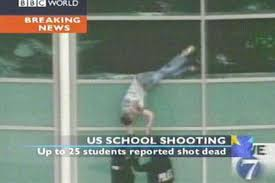 BBC WORLD
BREAKING
NEWS
US SCHOOL SHOOTING
Up to 25 students reported shot dead
7